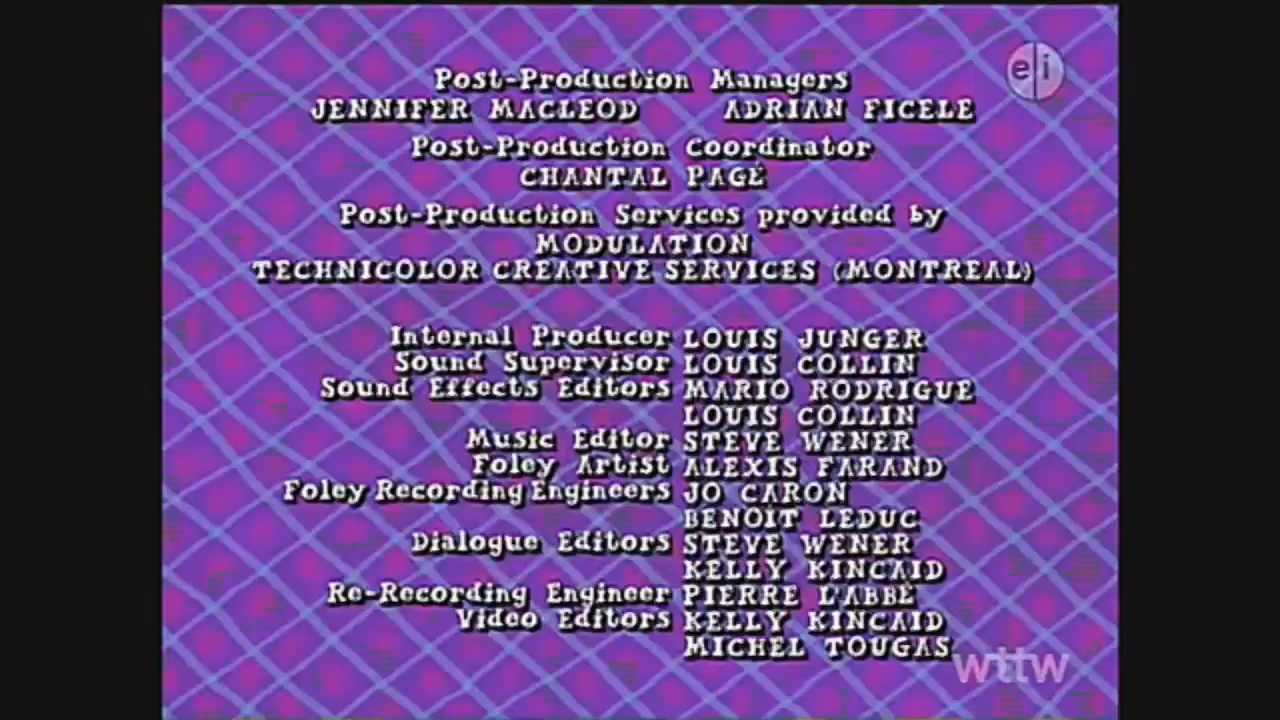 e/i
Post-Production Managers
JENNIFER MACLEOD ADRIAN FICELE
Post-Production Coordinator
CHANTAL PAGÉ
Post-Production Services provided by
MODULATION
TECHNICOLOR CREATIVE SERVICES (MONTREAL)
Internal Producer LOUIS JUNGER
Sound Supervisor LOUIS COLLIN
Sound Effects Editors MARIO RODRIGUE
LOUIS COLLIN
Music Editor STEVE WENER
Foley Artist ALEXIS FARAND
Foley Recording Engineers JO CARON
BENOÎT LEDUC
Dialogue Editors STEVE WENER
KELLY KINCAID
Re-Recording Engineer PIERRE L'ABBÉ
Video Editors KELLY KINCAID
MICHEL TOUGAS
wttw